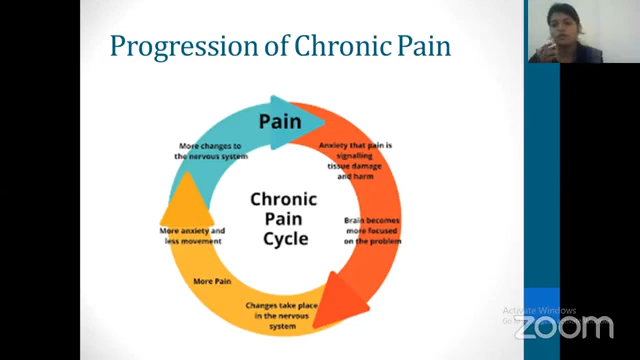 Progression of Chronic Pain
Pain
More changes to
the nervous system
Anxiety that pain is
signalling
tissue damage
and harm
Chronic
Pain
Cycle
Brain becomes
more focused
on the problem
More anxiety and
less movement
More Pain
Changes take place
in the nervous
system
Activate Windows
zoom